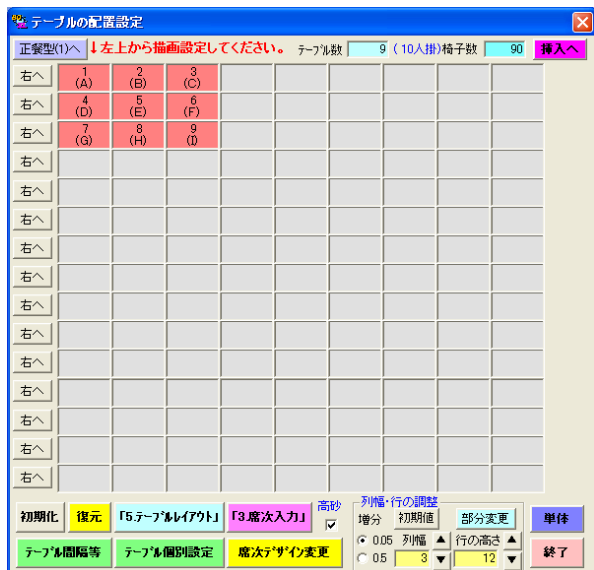 テーブルの配置設定
正餐型(1)へ ↓左上から描画設定してください。 テーブル数 9 (10人掛)椅子数 90 挿入へ
右へ 1 2 3
(A) (B) (C)
右へ 4 5 6
(D) (E) (F)
右へ 7 8 9
(G) (H) (I)
右へ
右へ
右へ
右へ
右へ
右へ
右へ
右へ
右へ
右へ
右へ
右へ
初期化 復元 「5.テーブルレイアウト」 「3.席次入力」 高砂 列幅・行の調整
増分 初期値 部分変更 単体
テーブル間隔等 テーブル個別設定 席次デザイン変更 0.05 列幅 ▲ 行の高さ ▲
0.5 3 ▼ 12 ▼ 終了